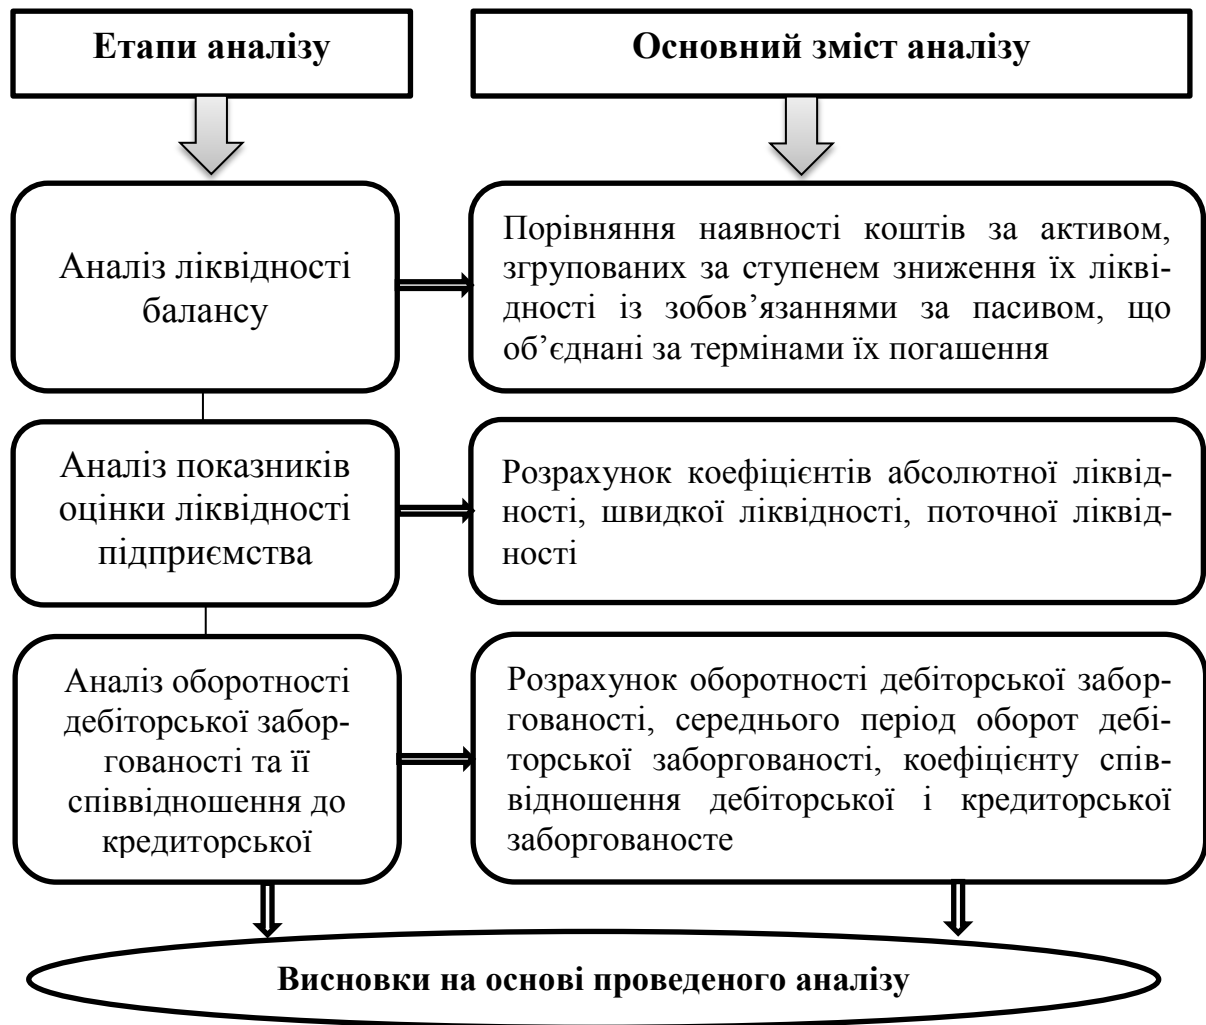 Етапи аналізу
Основний зміст аналізу
Аналіз ліквідності
балансу
Порівняння наявності коштів за активом,
згрупованих за ступенем зниження їх лікві-
дності із зобов’язаннями за пасивом, що
об’єднані за термінами їх погашення
Аналіз показників
оцінки ліквідності
підприємства
Розрахунок коефіцієнтів абсолютної ліквід-
ності, швидкої ліквідності, поточної ліквід-
ності
Аналіз оборотності
дебіторської забор-
гованості та її
співвідношення до
кредиторської
Розрахунок оборотності дебіторської забор-
гованості, середнього період оборот дебі-
торської заборгованості, коефіцієнту спів-
відношення дебіторської і кредиторської
заборгованосте
Висновки на основі проведеного аналізу